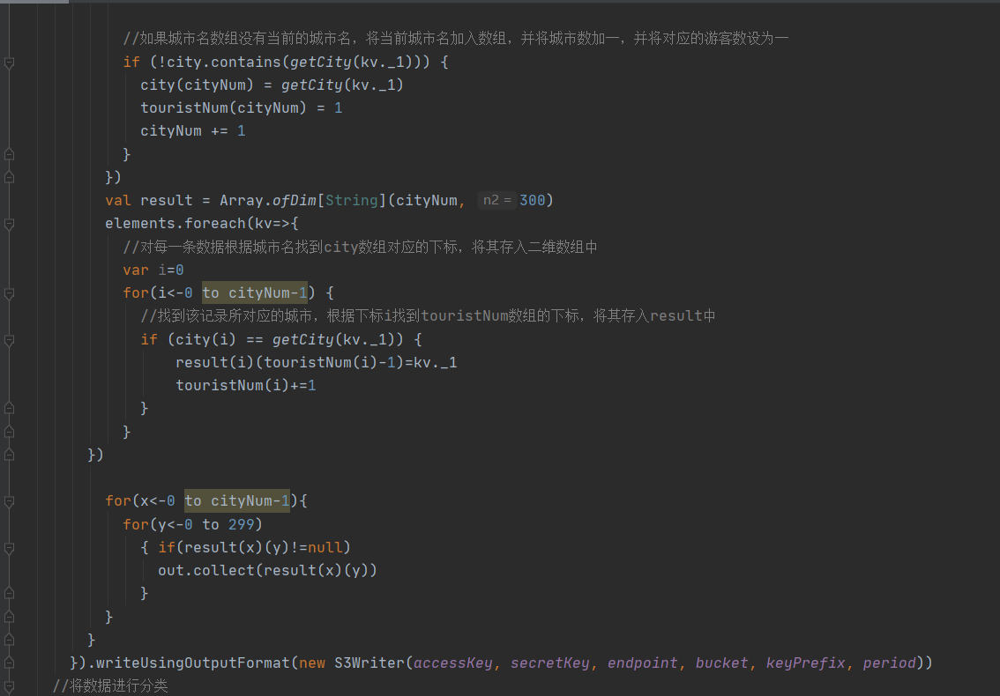 //如果城市名数组没有当前的城市名，将当前城市名加入数组，并将城市数加一，并将对应的游客数设为一
if (!city.contains(getCity(kv._1))) {
city(cityNum) = getCity(kv._1)
touristNum(cityNum) = 1
cityNum += 1
}
})
val result = Array.ofDim[String](cityNum, n2 = 300)
elements.foreach(kv=>{
//对每一条数据根据城市名找到city数组对应的下标，将其存入二维数组中
var i=0
for(i<-0 to cityNum-1) {
//找到该记录所对应的城市，根据下标i找到touristNum数组的下标，将其存入result中
if (city(i) == getCity(kv._1)) {
result(i)(touristNum(i)-1)=kv._1
touristNum(i)+=1
}
}
})
for(x<-0 to cityNum-1){
for(y<-0 to 299)
{ if(result(x)(y)!=null)
out.collect(result(x)(y))
}
}
}
}).writeUsingOutputFormat(new S3Writer(accessKey, secretKey, endpoint, bucket, keyPrefix, period))
//将数据进行分类